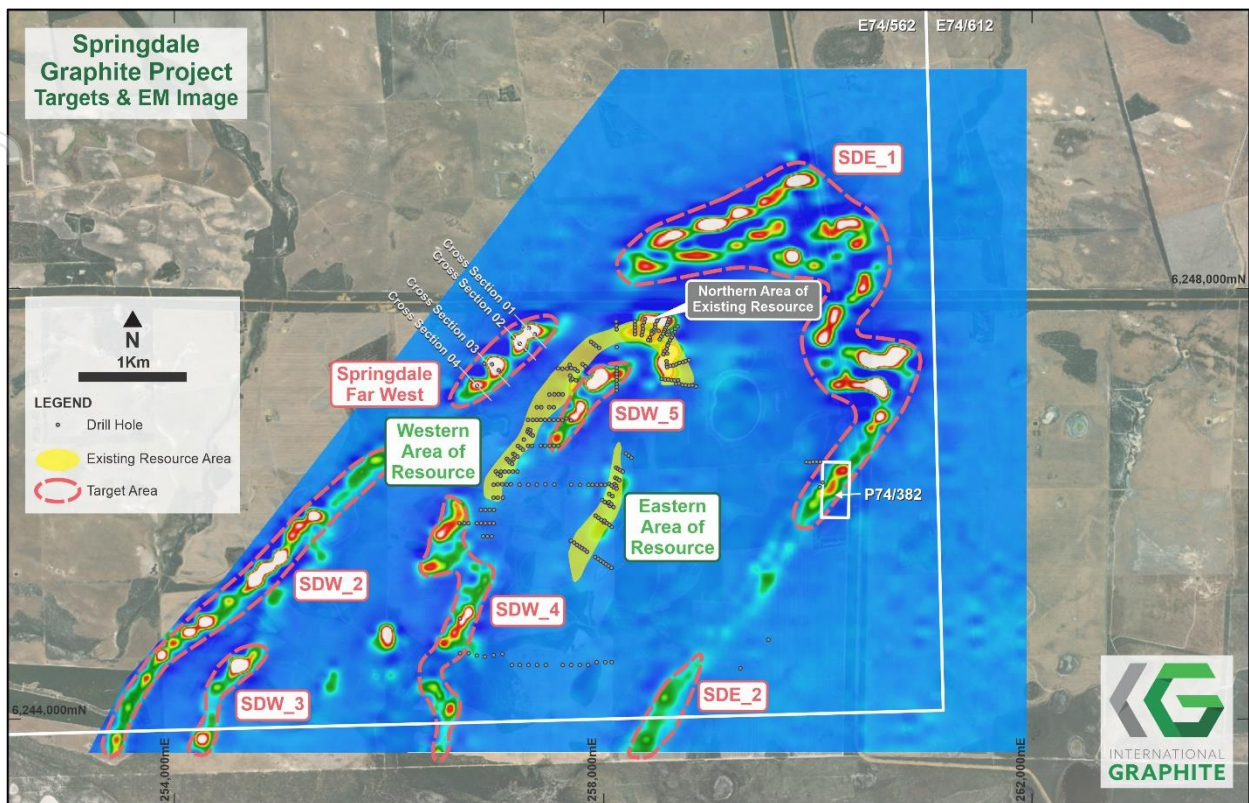 Springdale
Graphite Project
Targets & EM Image
E74/562
E74/612
SDE_1
6,248,000mN
Northern Area of
Existing Resource
Cross Section 01
Cross Section 02
Cross Section 03
Cross Section 04
N
1Km
LEGEND
Drill Hole
Existing Resource Area
Target Area
Springdale
Far West
SDW_5
Western
Area of
Resource
Eastern
Area of
Resource
P74/382
SDW_2
SDW_4
SDW_3
SDE_2
6,244,000mN
254,000mE
258,000mE
262,000mE
INTERNATIONAL
GRAPHITE